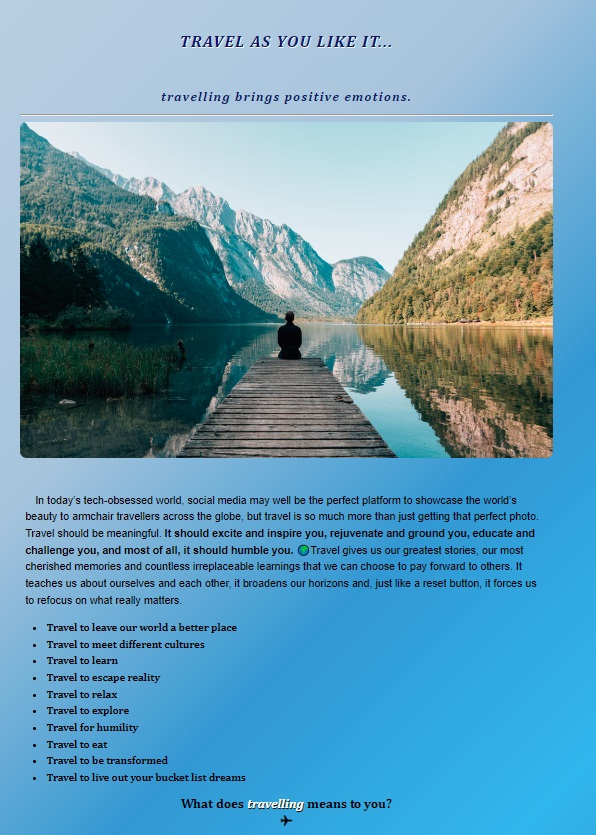 TRAVEL AS YOU LIKE IT...
travelling brings positive emotions.
In today's tech-obsessed world, social media may well be the perfect platform to showcase the world's
beauty to armchair travellers across the globe, but travel is so much more than just getting that perfect photo.
Travel should be meaningful. It should excite and inspire you, rejuvenate and ground you, educate and
challenge you, and most of all, it should humble you. 🌍Travel gives us our greatest stories, our most
cherished memories and countless irreplaceable learnings that we can choose to pay forward to others. It
teaches us about ourselves and each other, it broadens our horizons and, just like a reset button, it forces us
to refocus on what really matters.
• Travel to leave our world a better place
• Travel to meet different cultures
• Travel to learn
• Travel to escape reality
• Travel to relax
• Travel to explore
• Travel for humility
• Travel to eat
• Travel to be transformed
• Travel to live out your bucket list dreams
What does travelling means to you?
✈